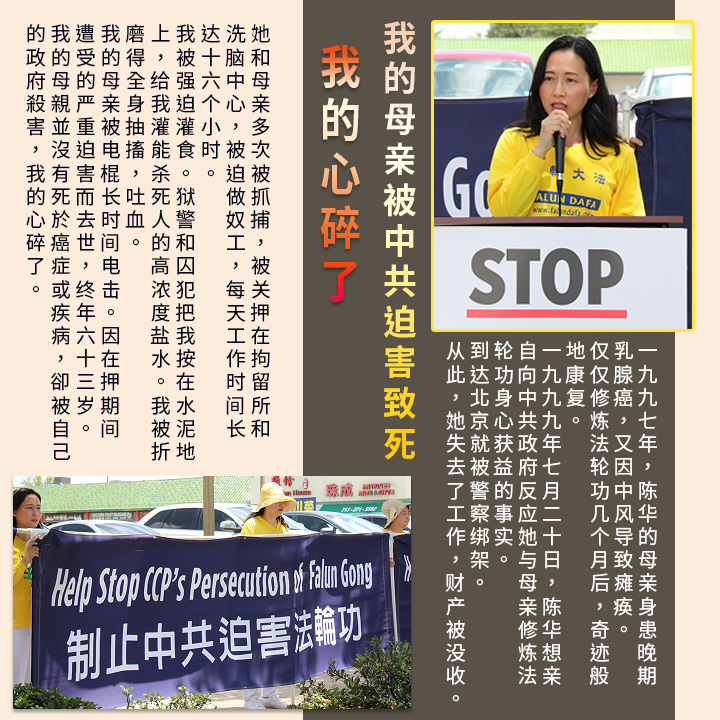 Go
大法
FALUN DAFA
www.falundafa.org
STOP
我的母亲被中共迫害致死
我的心碎了
一九九七年，陈华的母亲身患晚期
乳腺癌，又因中风导致瘫痪。
仅仅修炼法轮功几个月后，奇迹般
地康复。
一九九九年七月二十日，陈华想亲
自向中共政府反应她与母亲修炼法
轮功身心获益的事实。
到达北京就被警察绑架。
从此，她失去了工作，财产被没收。
她和母亲多次被抓捕，被关押在拘留所和
洗脑中心，被迫做奴工，每天工作时间长
达十六个小时。
我被强迫灌食。狱警和囚犯把我按在水泥地
上，给我灌能杀死人的高浓度盐水。我被折
磨得全身抽搐，吐血。
我的母亲被电棍长时间电击。因在押期间
遭受的严重迫害而去世，终年六十三岁。
我的母親並沒有死於癌症或疾病，卻被自己
的政府殺害，我的心碎了。
House
珠成
Help Stop CCP's Persecution of Falun Gong
制止中共迫害法輪功